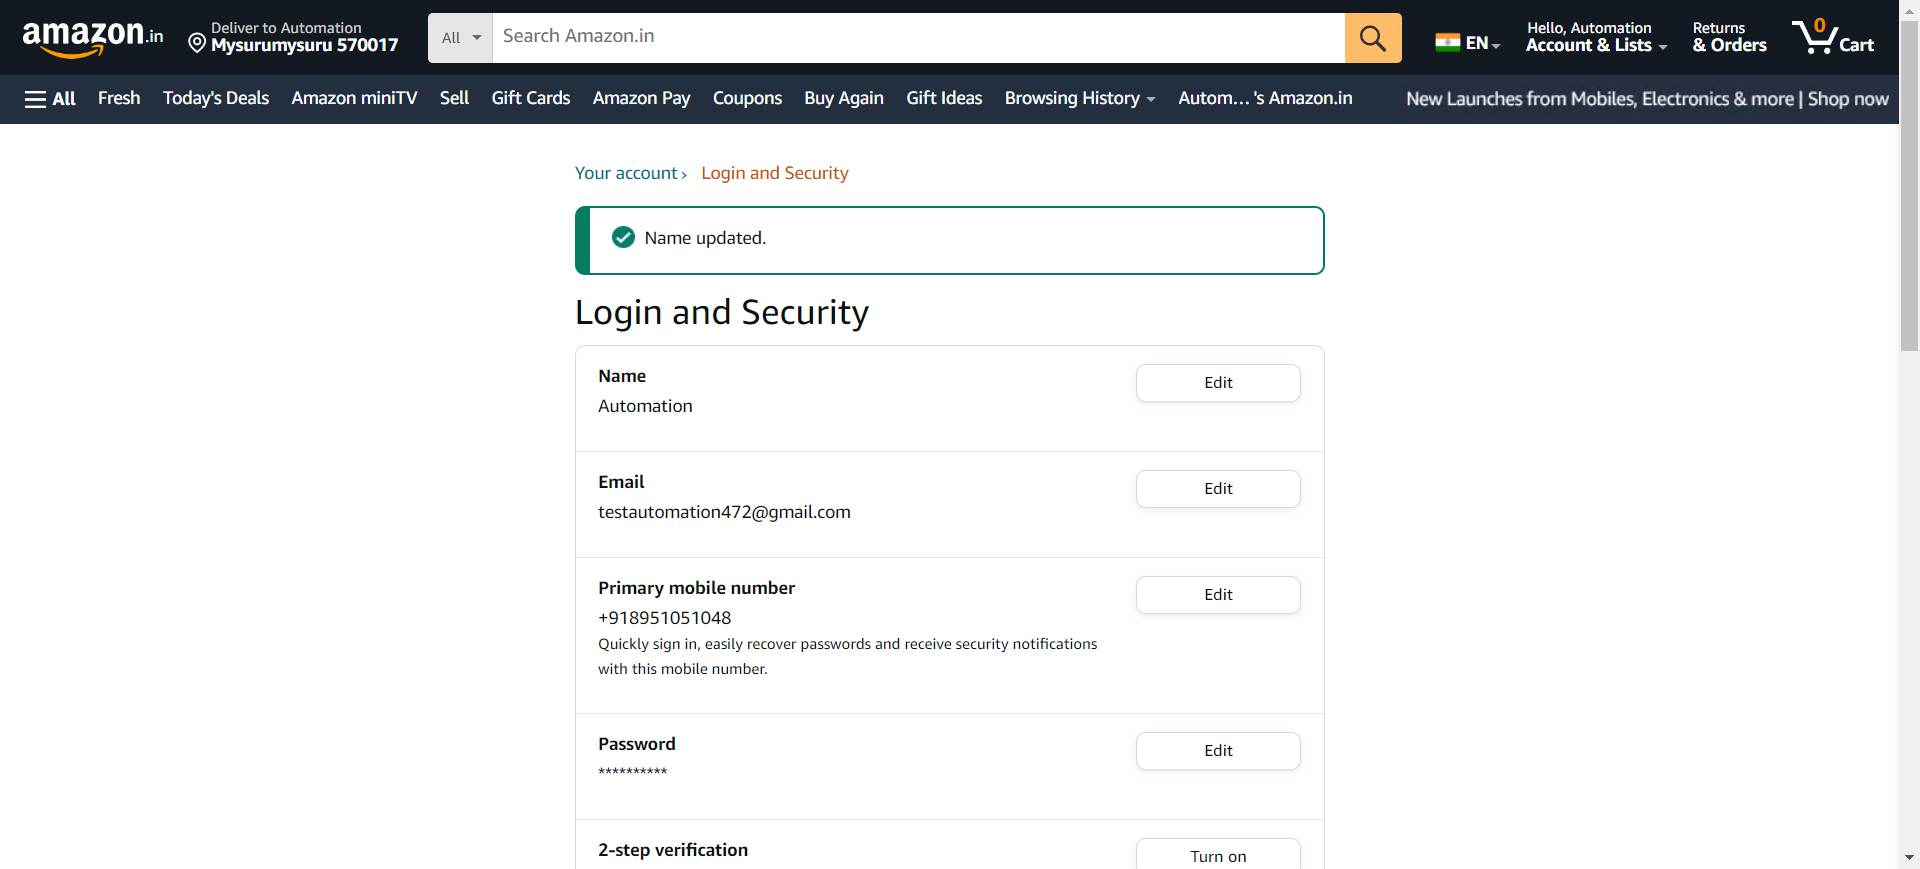 amazon.in
Deliver to Automation
Mysurumysuru 570017
All
Search Amazon.in
EN
Hello, Automation
Account & Lists
Returns
& Orders
0
Cart
All Fresh Today's Deals Amazon miniTV Sell Gift Cards Amazon Pay Coupons Buy Again Gift Ideas Browsing History Autom...'s Amazon.in New Launches from Mobiles, Electronics & more | Shop now
Your account › Login and Security
Name updated.
Login and Security
Name
Edit
Automation
Email
Edit
testautomation472@gmail.com
Primary mobile number
Edit
+918951051048
Quickly sign in, easily recover passwords and receive security notifications
with this mobile number.
Password
Edit
**********
2-step verification
Turn on